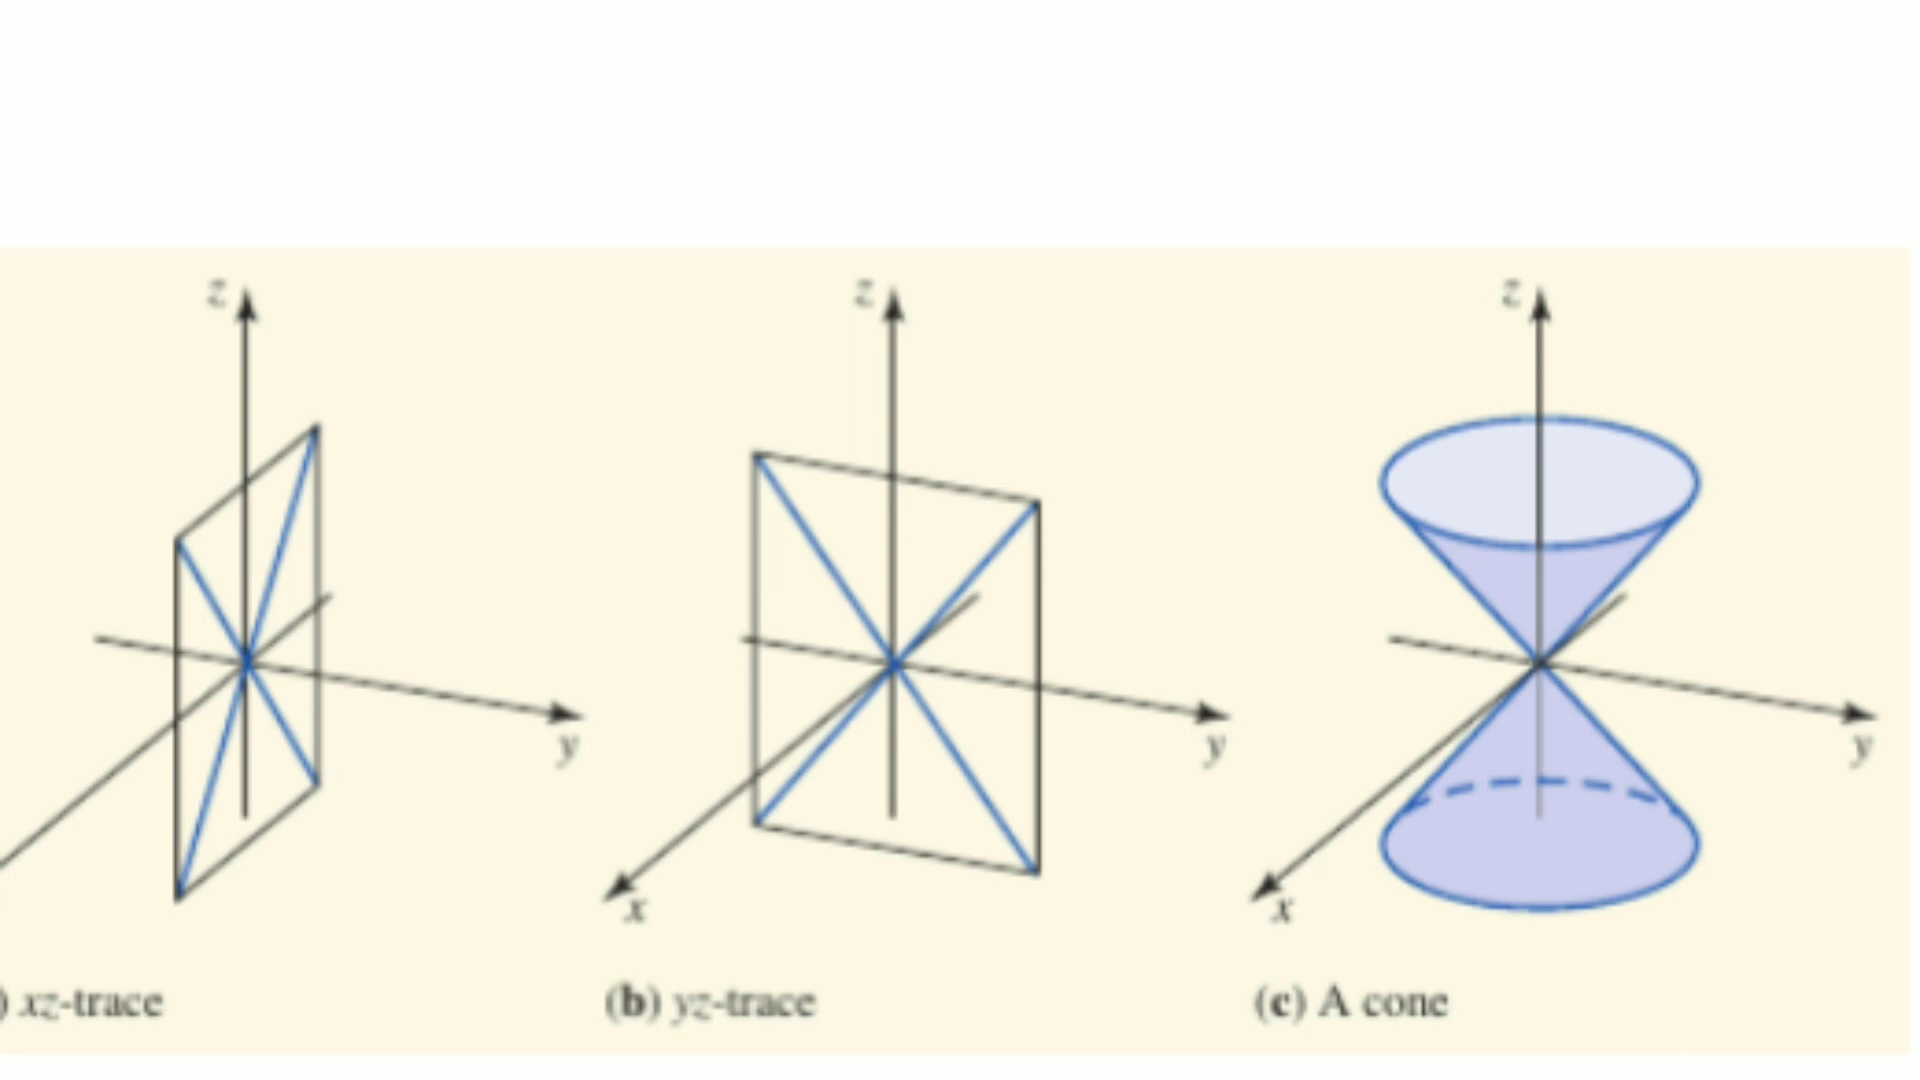 z
y
z
y
x
z
y
x
) xz-trace
(b) yz-trace
(c) A cone